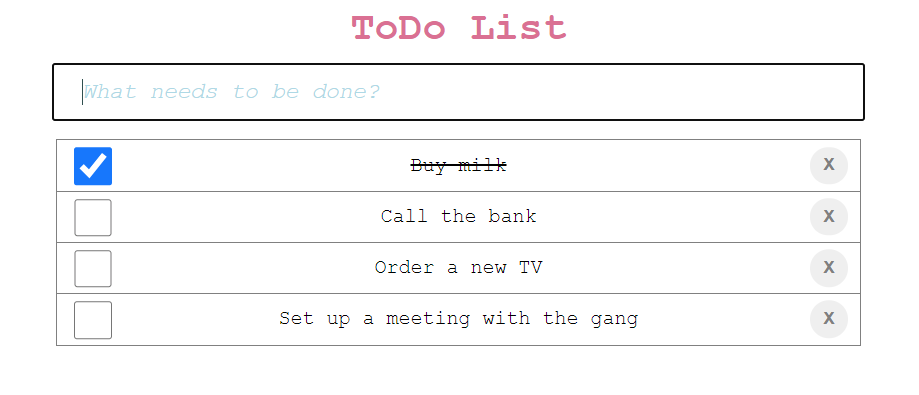 ToDo List
What needs to be done?
Buy milk X
Call the bank X
Order a new TV X
Set up a meeting with the gang X